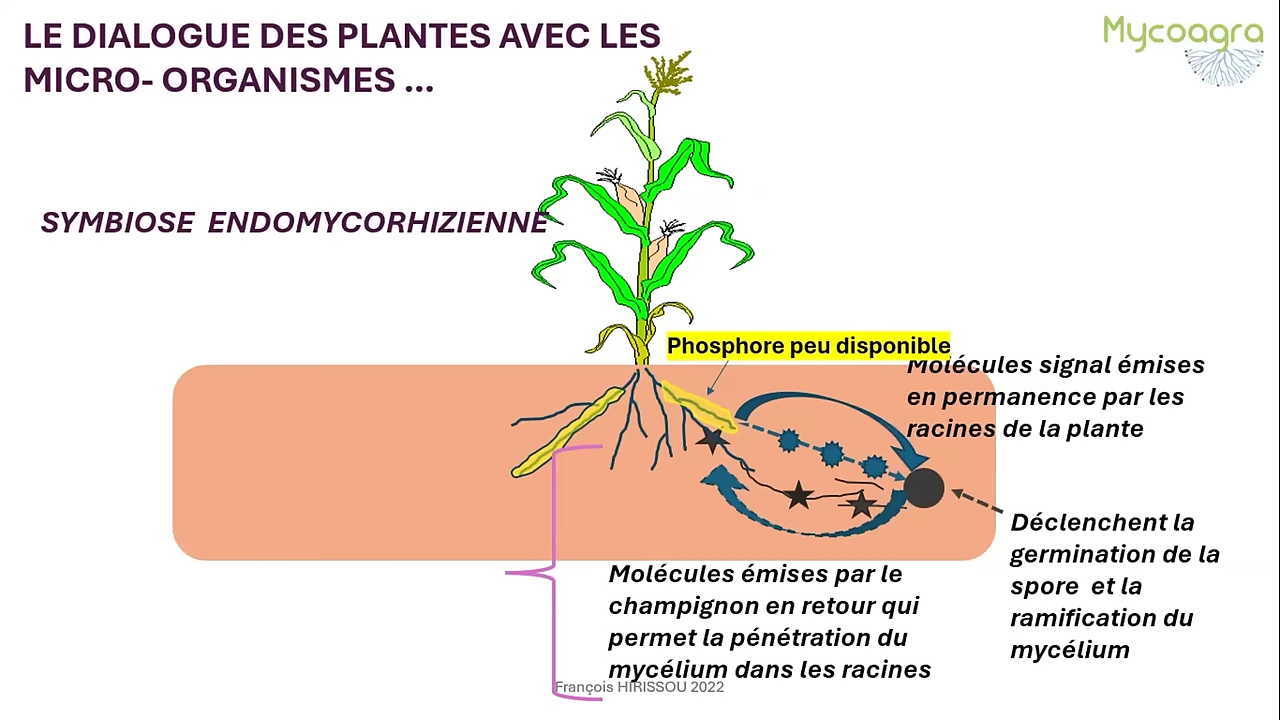 LE DIALOGUE DES PLANTES AVEC LES
MICRO- ORGANISMES ...
Mycoagra
SYMBIOSE ENDOMYCORHIZIENNE
Phosphore peu disponible
Molécules signal émises
en permanence par les
racines de la plante
Déclenchent la
germination de la
spore et la
ramification du
mycélium
Molécules émises par le
champignon en retour qui
permet la pénétration du
mycélium dans les racines
François HIRISSOU 2022